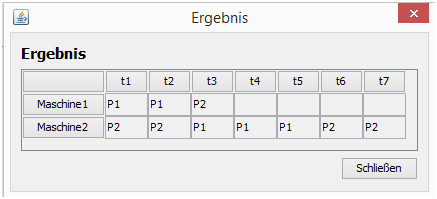 Ergebnis
Ergebnis
t1 t2 t3 t4 t5 t6 t7
Maschine1 P1 P1 P2
Maschine2 P2 P2 P1 P1 P1 P2 P2
Schließen